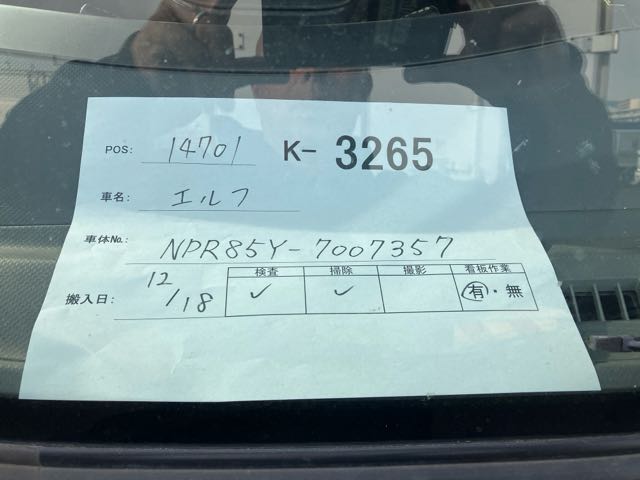 POS: 14701 K- 3265
車名: エルフ
車体No.: NPR85Y-7007357
搬入日: 12/18
検査 掃除 撮影 看板作業
✓ ✓ 有・無